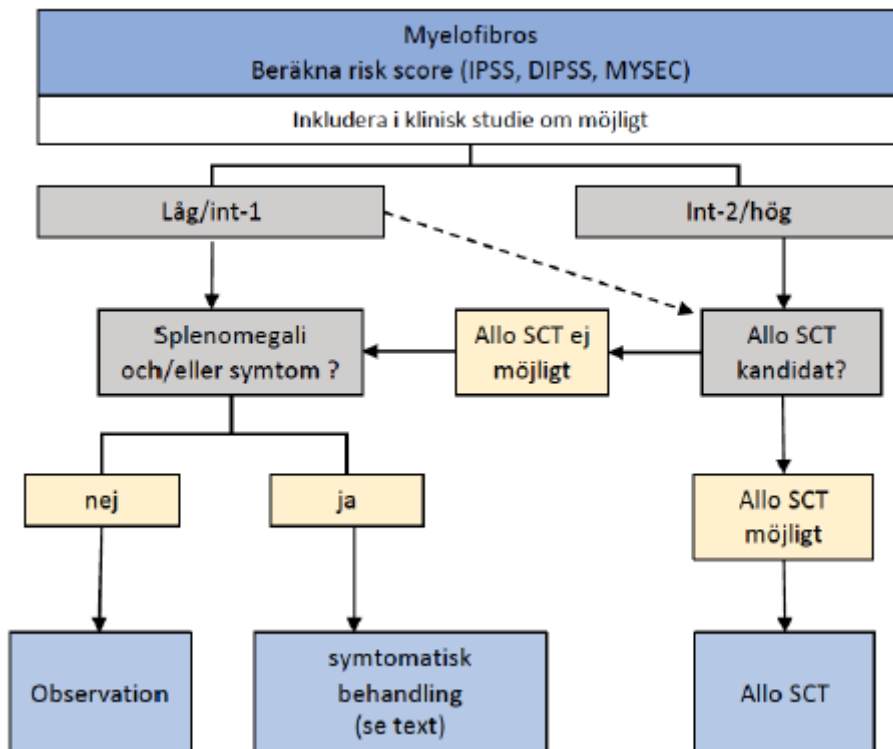 Myelofibros
Beräkna risk score (IPSS, DIPSS, MYSEC)
Inkludera i klinisk studie om möjligt
Låg/int-1
Int-2/hög
Splenomegali
och/eller symtom ?
Allo SCT ej
möjligt
Allo SCT
kandidat?
nej
ja
Allo SCT
möjligt
Observation
symtomatisk
behandling
(se text)
Allo SCT